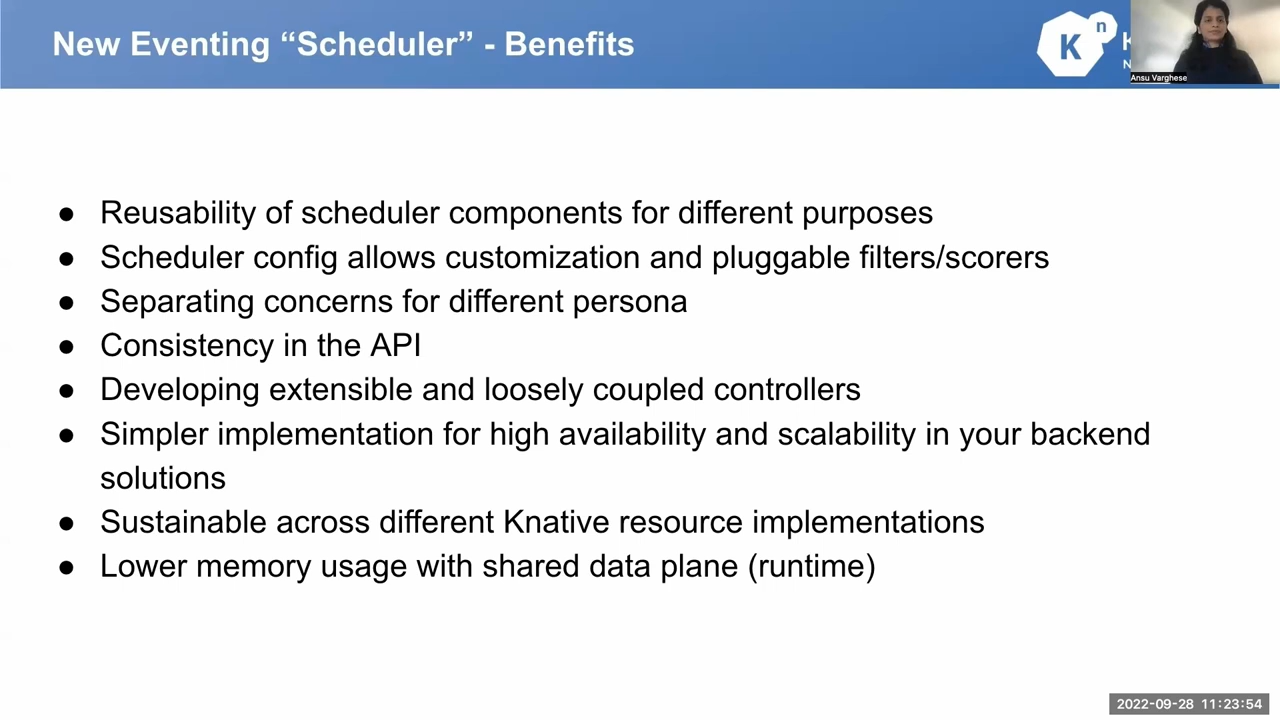 New Eventing “Scheduler” - Benefits
K n
Ansu Varghese
● Reusability of scheduler components for different purposes
● Scheduler config allows customization and pluggable filters/scorers
● Separating concerns for different persona
● Consistency in the API
● Developing extensible and loosely coupled controllers
● Simpler implementation for high availability and scalability in your backend
solutions
● Sustainable across different Knative resource implementations
● Lower memory usage with shared data plane (runtime)
2022-09-28 11:23:54